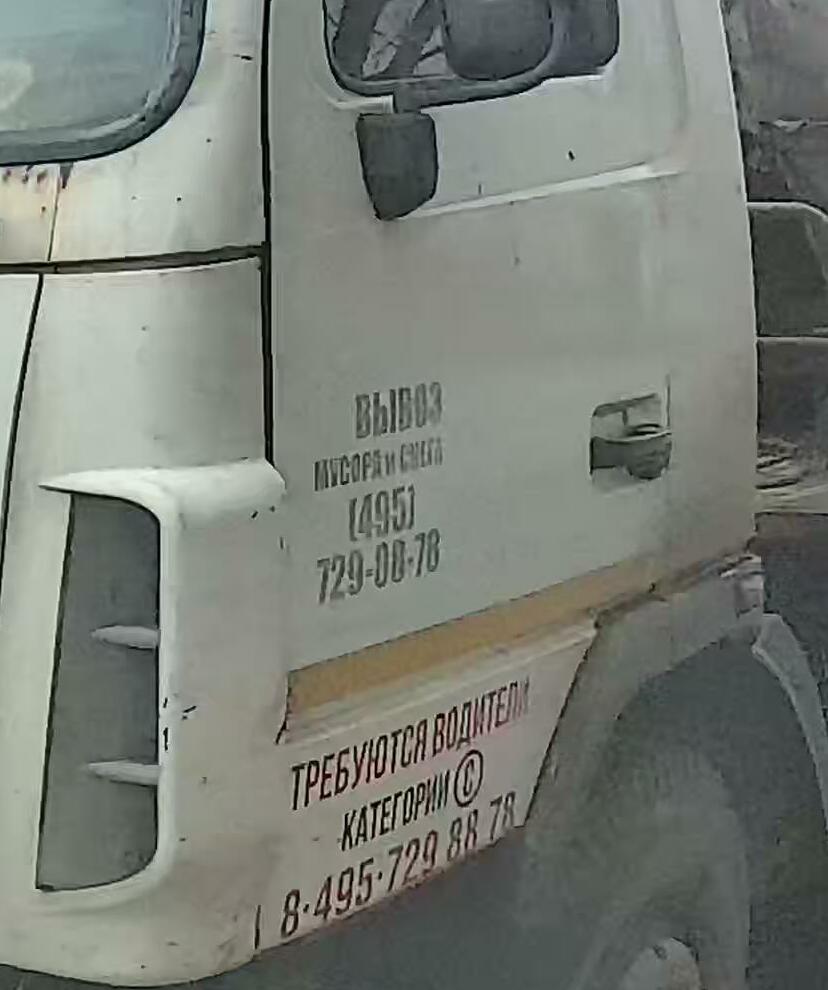 ВЫВОЗ
МУСОРА и СНЕГА
(495)
729-08-78
ТРЕБУЮТСЯ ВОДИТЕЛИ
КАТЕГОРИИ С
8-495-729 88 78